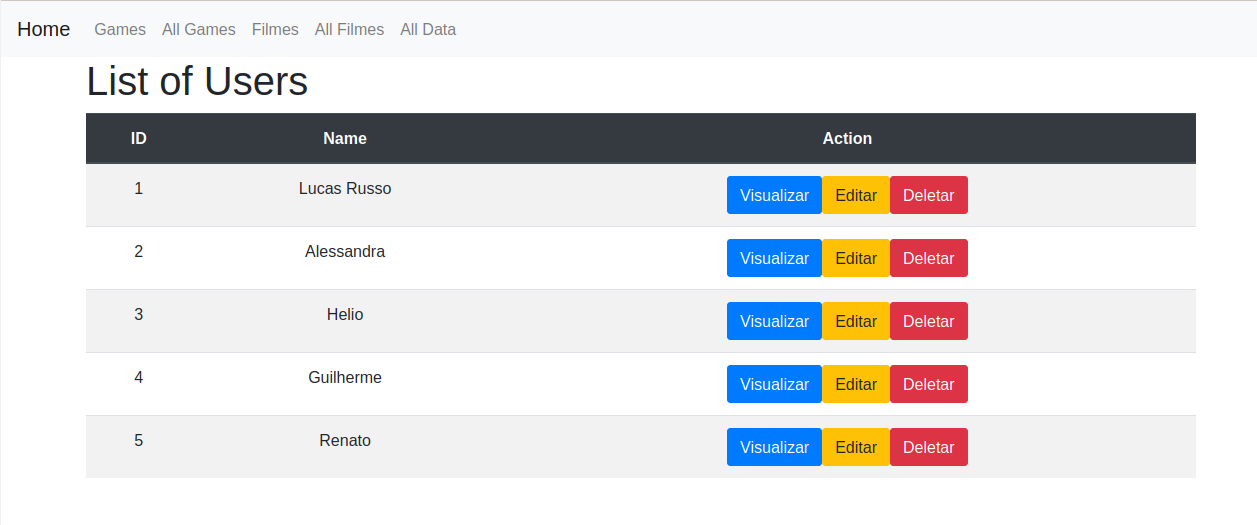 Home Games All Games Filmes All Filmes All Data
List of Users
ID Name Action
1 Lucas Russo Visualizar Editar Deletar
2 Alessandra Visualizar Editar Deletar
3 Helio Visualizar Editar Deletar
4 Guilherme Visualizar Editar Deletar
5 Renato Visualizar Editar Deletar